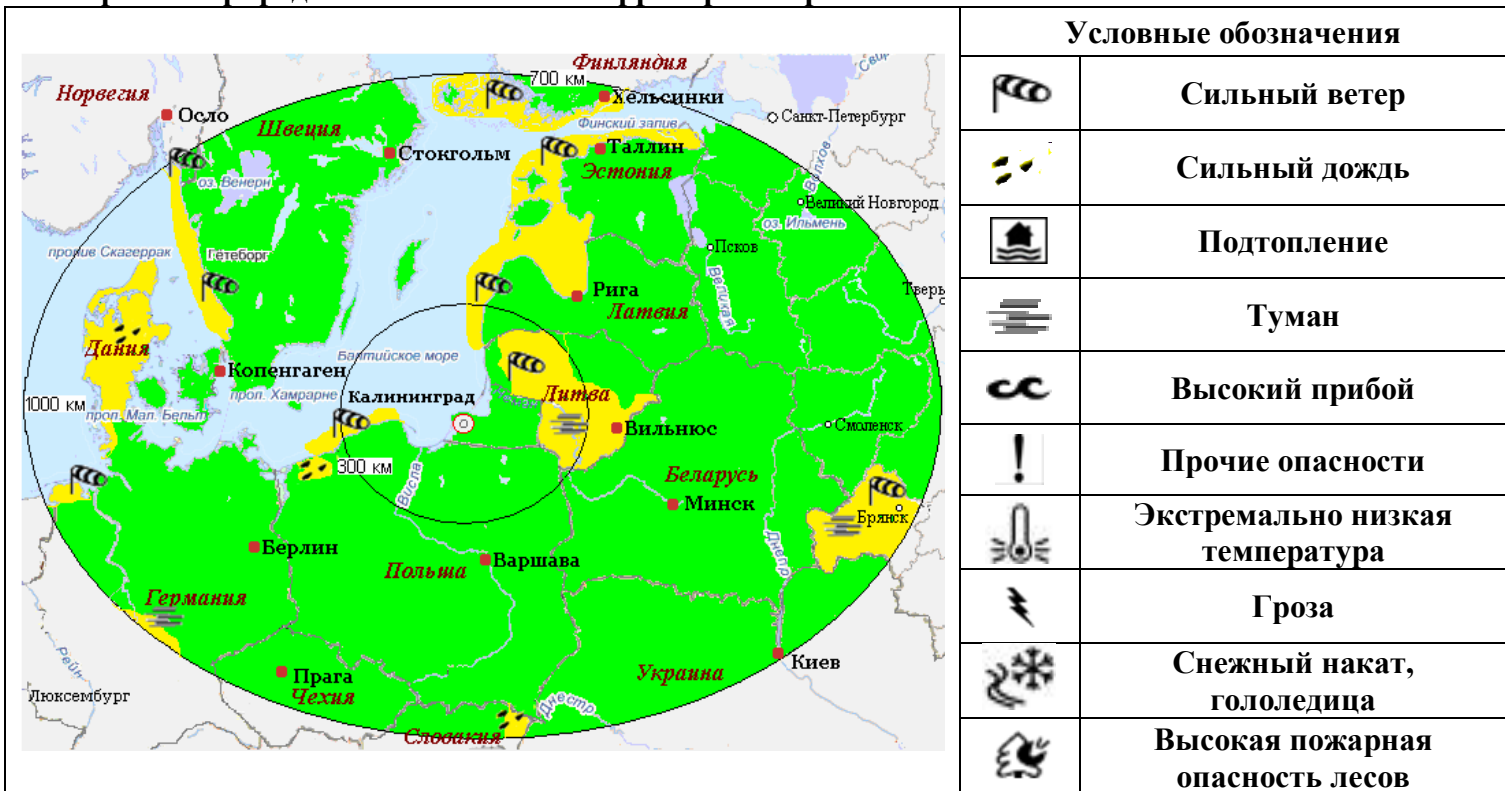 Условные обозначения
Сильный ветер
Сильный дождь
Подтопление
Туман
Высокий прибой
Прочие опасности
Экстремально низкая
температура
Гроза
Снежный накат,
гололедица
Высокая пожарная
опасность лесов
Финляндия
700 км
Норвегия
Хельсинки
Осло
Санкт-Петербург
Швеция
Финский залив
Стокгольм
Таллин
Эстония
оз. Венерн
Волхов
Великий Новгород
оз. Ильмень
Псков
пролив Скагеррак
Гетеборг
Великая
Рига
Тверь
Латвия
Дания
Балтийское море
Копенгаген
Калининград
Литва
1000 км
прол. Мал. Бельт
прол. Хамрарне
Вильнюс
Смоленск
300 км
Висла
Беларусь
Минск
Брянск
Днепр
Берлин
Варшава
Польша
Германия
Рейн
Киев
Украина
Прага
Чехия
Люксембург
Днестр
Словакия